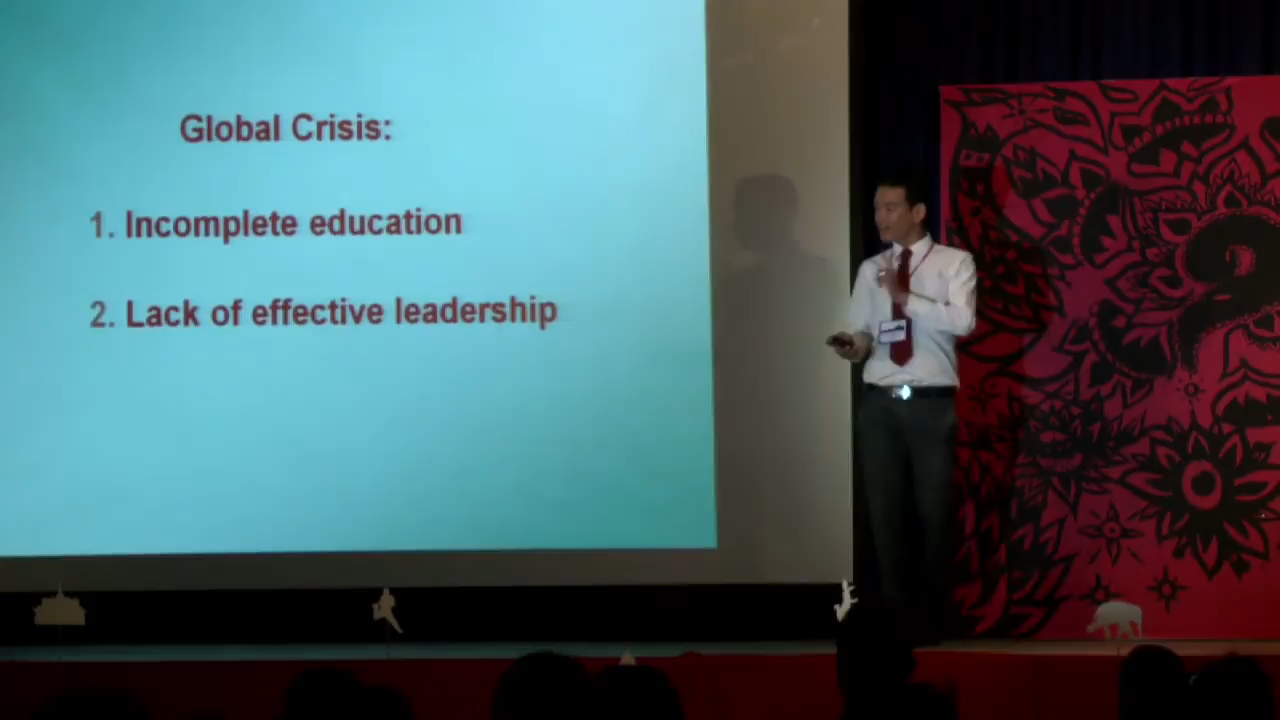 Global Crisis:
1. Incomplete education
2. Lack of effective leadership